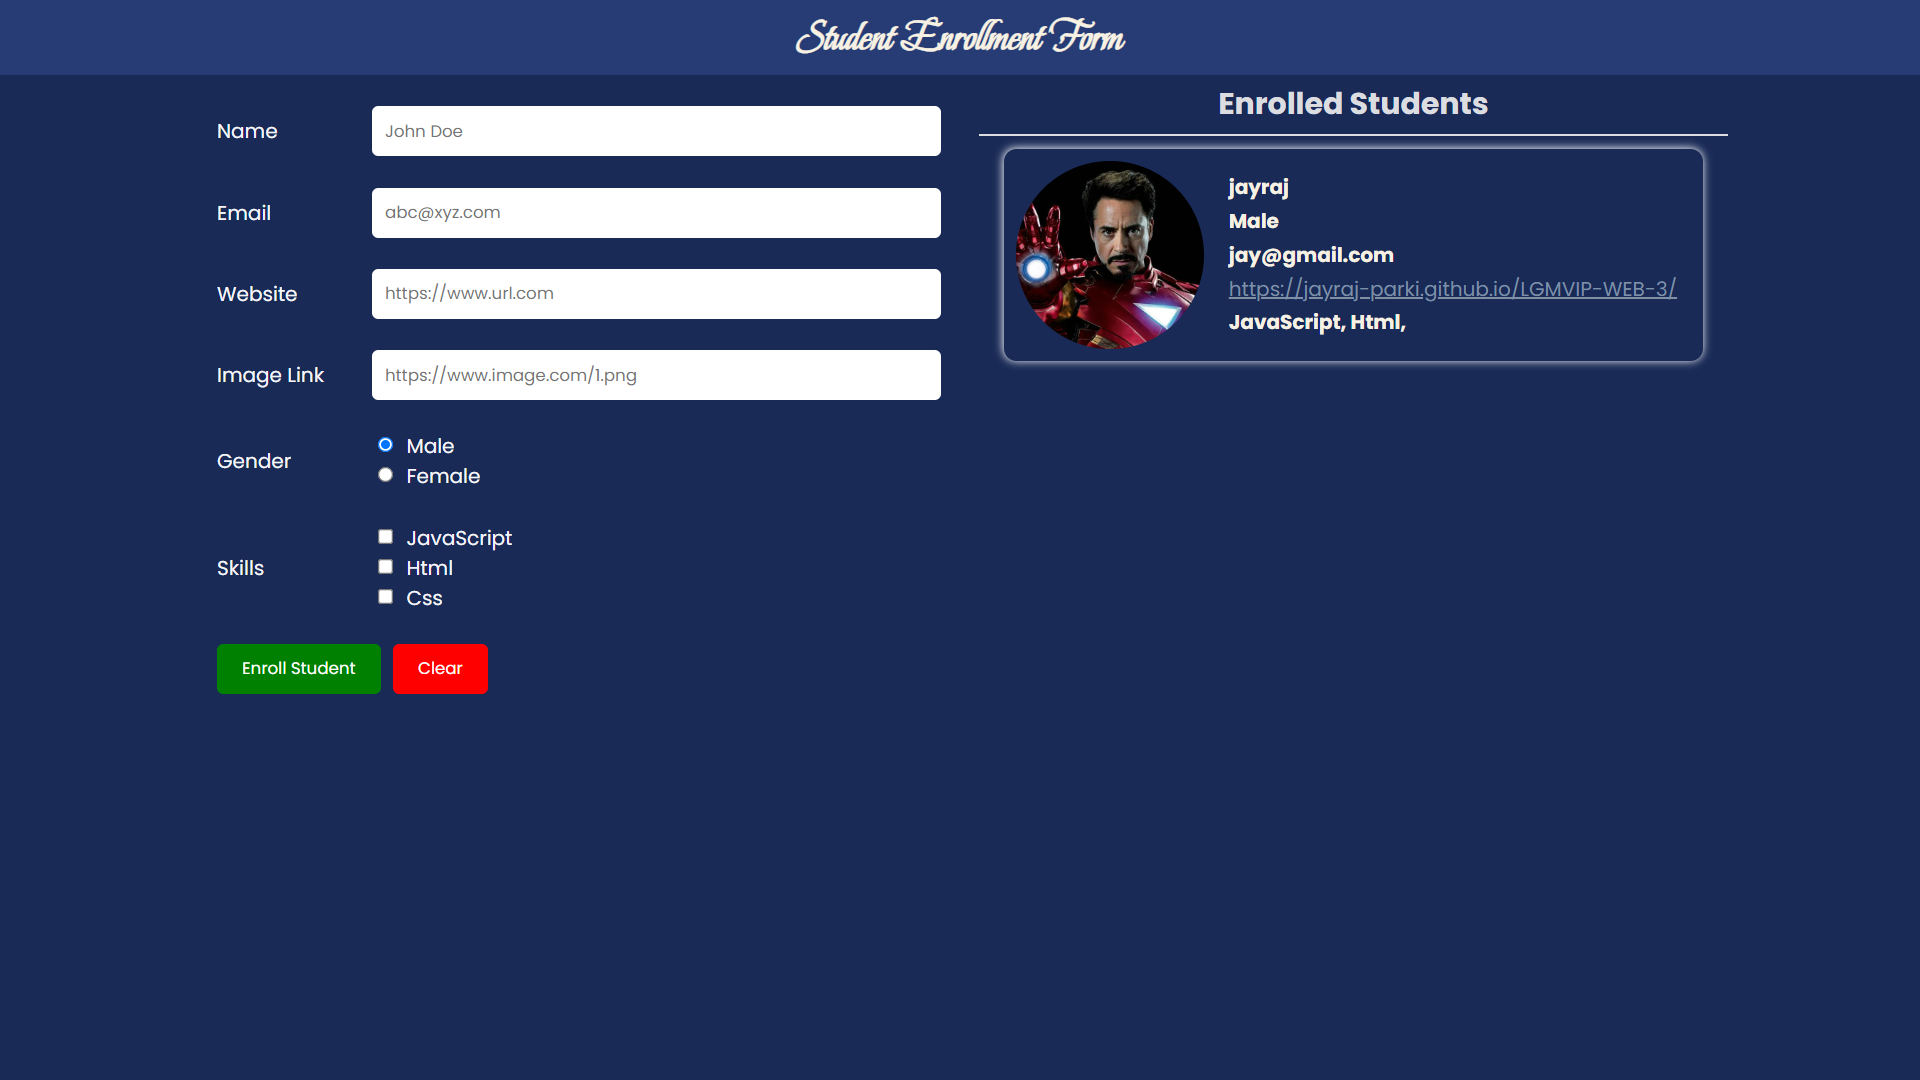 Student Enrollment Form
Name
John Doe
Email
abc@xyz.com
Website
https://www.url.com
Image Link
https://www.image.com/1.png
Gender
Male
Female
Skills
JavaScript
Html
Css
Enroll Student
Clear
Enrolled Students
jayraj
Male
jay@gmail.com
https://jayraj-parki.github.io/LGMVIP-WEB-3/
JavaScript, Html,